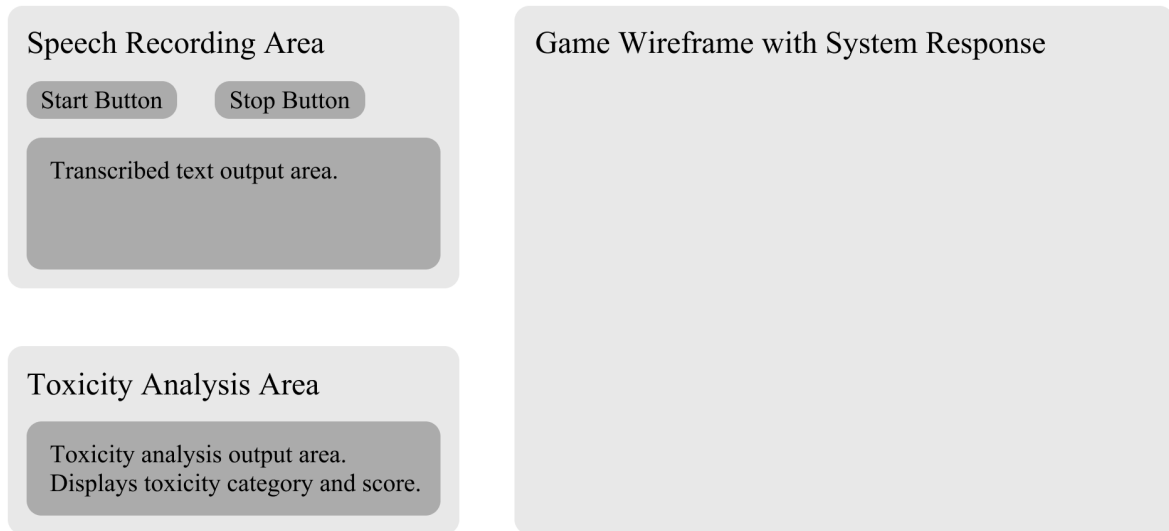 Speech Recording Area
Start Button
Stop Button
Transcribed text output area.
Toxicity Analysis Area
Toxicity analysis output area.
Displays toxicity category and score.
Game Wireframe with System Response